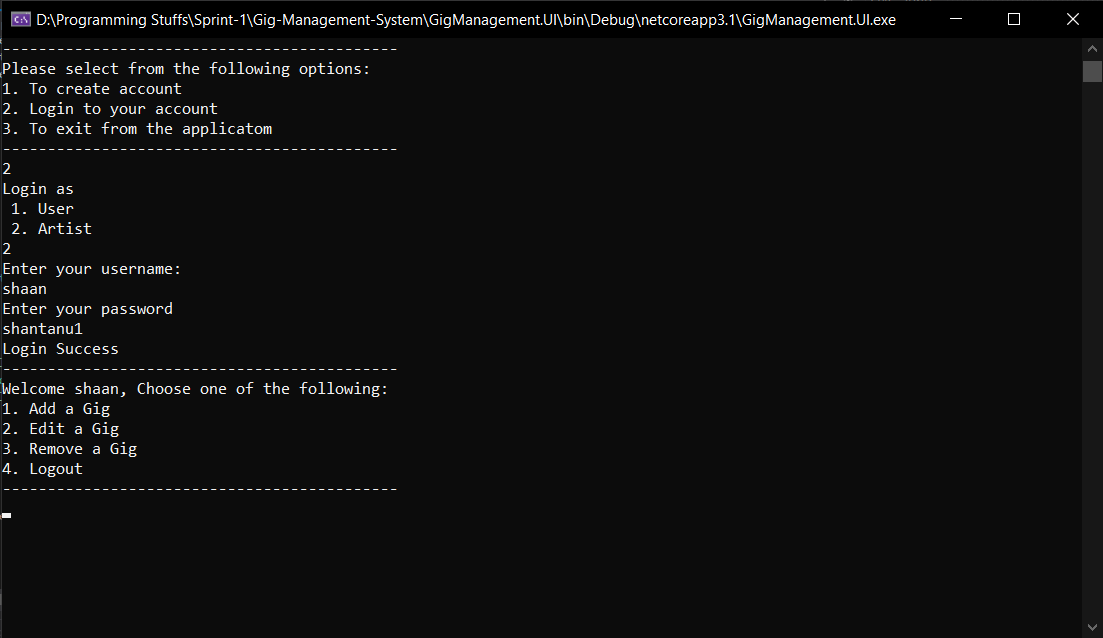 D:\Programming Stuffs\Sprint-1\Gig-Management-System\GigManagement.UI\bin\Debug\netcoreapp3.1\GigManagement.UI.exe
--------------------------------------------
Please select from the following options:
1. To create account
2. Login to your account
3. To exit from the applicatom
--------------------------------------------
2
Login as
 1. User
 2. Artist
2
Enter your username:
shaan
Enter your password
shantanu1
Login Success
--------------------------------------------
Welcome shaan, Choose one of the following:
1. Add a Gig
2. Edit a Gig
3. Remove a Gig
4. Logout
--------------------------------------------